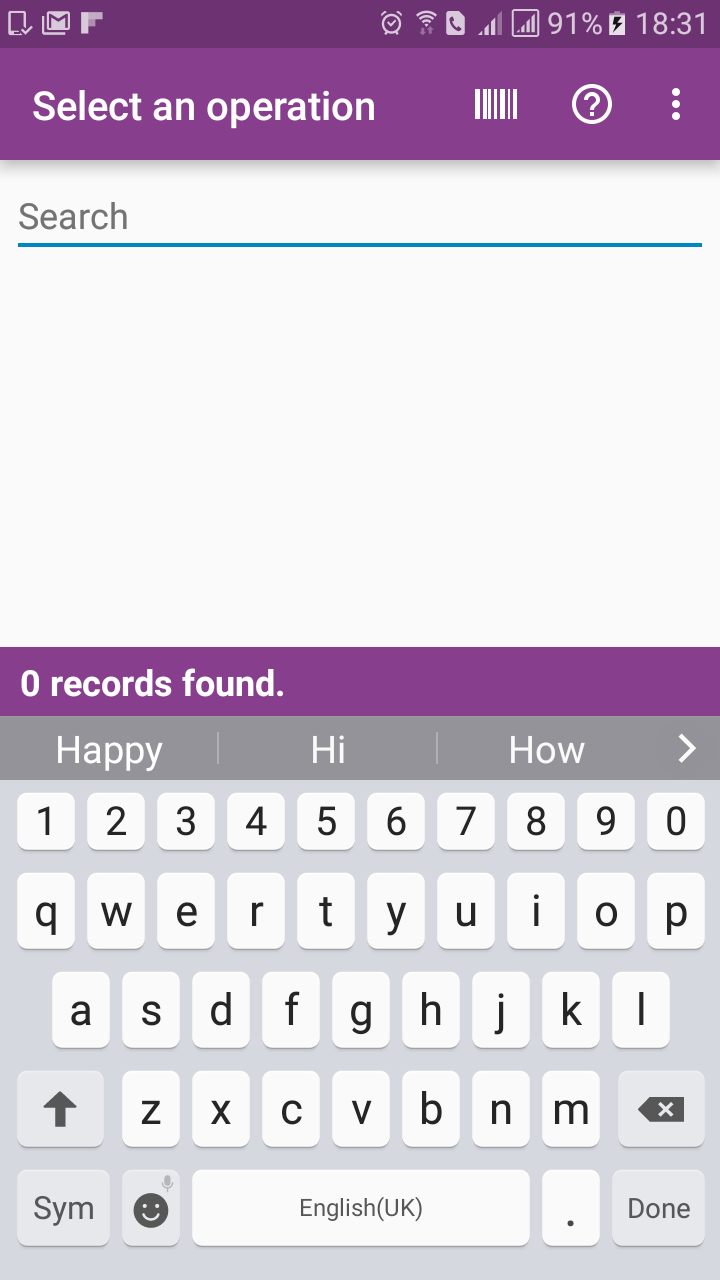 91% 18:31
Select an operation
Search
0 records found.
Happy Hi How
1 2 3 4 5 6 7 8 9 0
q w e r t y u i o p
a s d f g h j k l
z x c v b n m
Sym English(UK) . Done